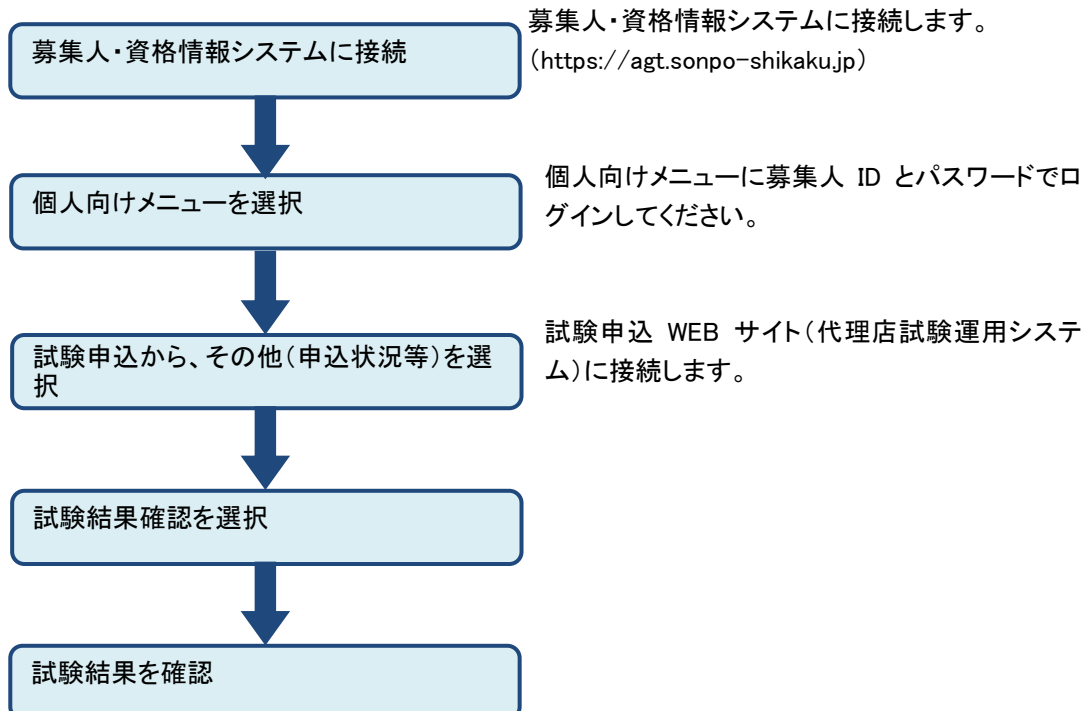 募集人・資格情報システムに接続
募集人・資格情報システムに接続します。
（https://agt.sonpo-shikaku.jp）
個人向けメニューを選択
個人向けメニューに募集人 ID とパスワードでロ
グインしてください。
試験申込から、その他（申込状況等）を選
択
試験申込 WEB サイト（代理店試験運用システ
ム）に接続します。
試験結果確認を選択
試験結果を確認